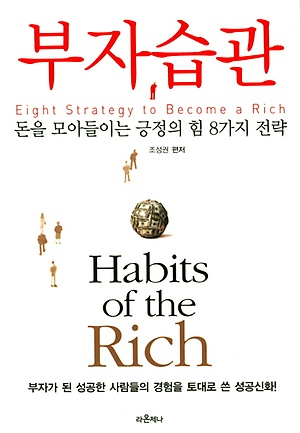 부자습관
Eight Strategy to Become a Rich
돈을 모아들이는 긍정의 힘 8가지 전략
조성권 편저
Habits
of the
Rich
부자가 된 성공한 사람들의 경험을 토대로 쓴 성공신화!
라온제나